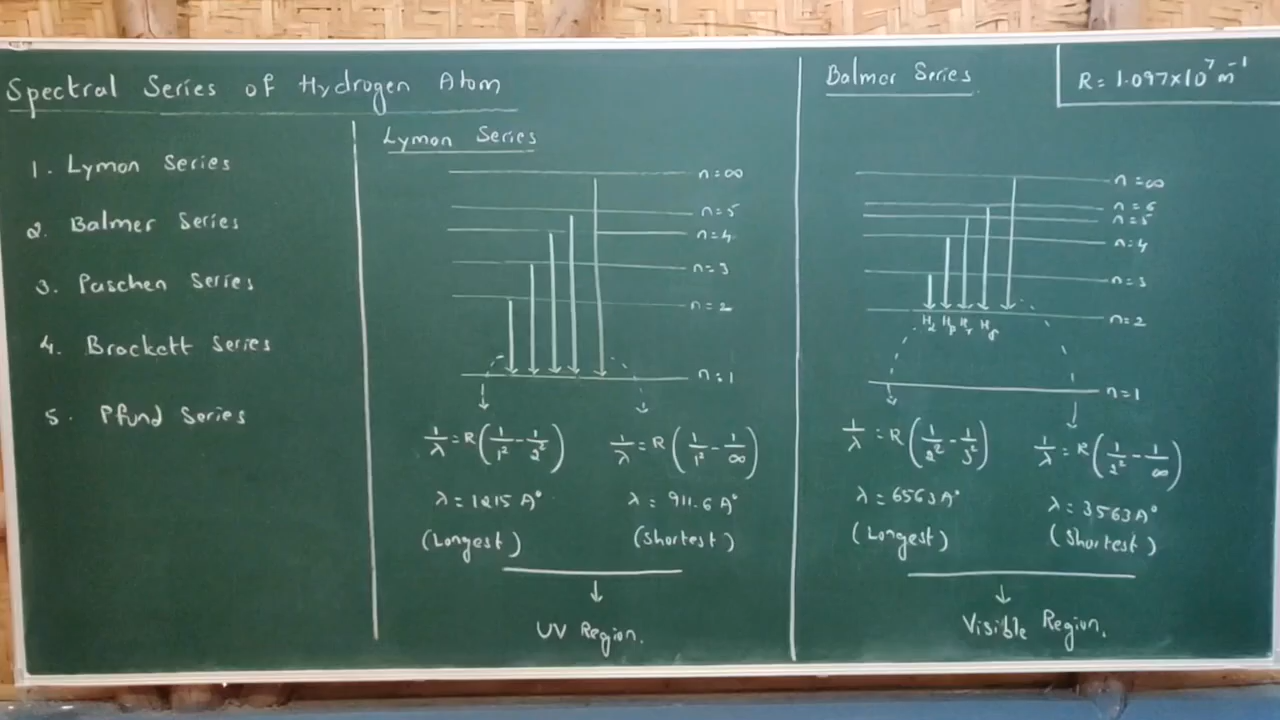 Spectral Series of Hydrogen Atom
1. Lymon Series
2. Balmer Series
3. Paschen Series
4. Brackett Series
5. Pfund Series
Lymon Series
n=∞
n=5
n=4
n=3
n=2
n=1
1/λ = R(1/1² - 1/2²)
λ = 1215 A°
(Longest)
1/λ = R(1/1² - 1/∞)
λ = 911.6 A°
(Shortest)
UV Region.
Balmer Series
R = 1.097×10⁷ m⁻¹
n=∞
n=6
n=5
n=4
n=3
n=2
Hα Hβ Hγ Hδ
n=1
1/λ = R(1/2² - 1/3²)
λ = 6563 A°
(Longest)
1/λ = R(1/2² - 1/∞)
λ = 3563 A°
(Shortest)
Visible Region.